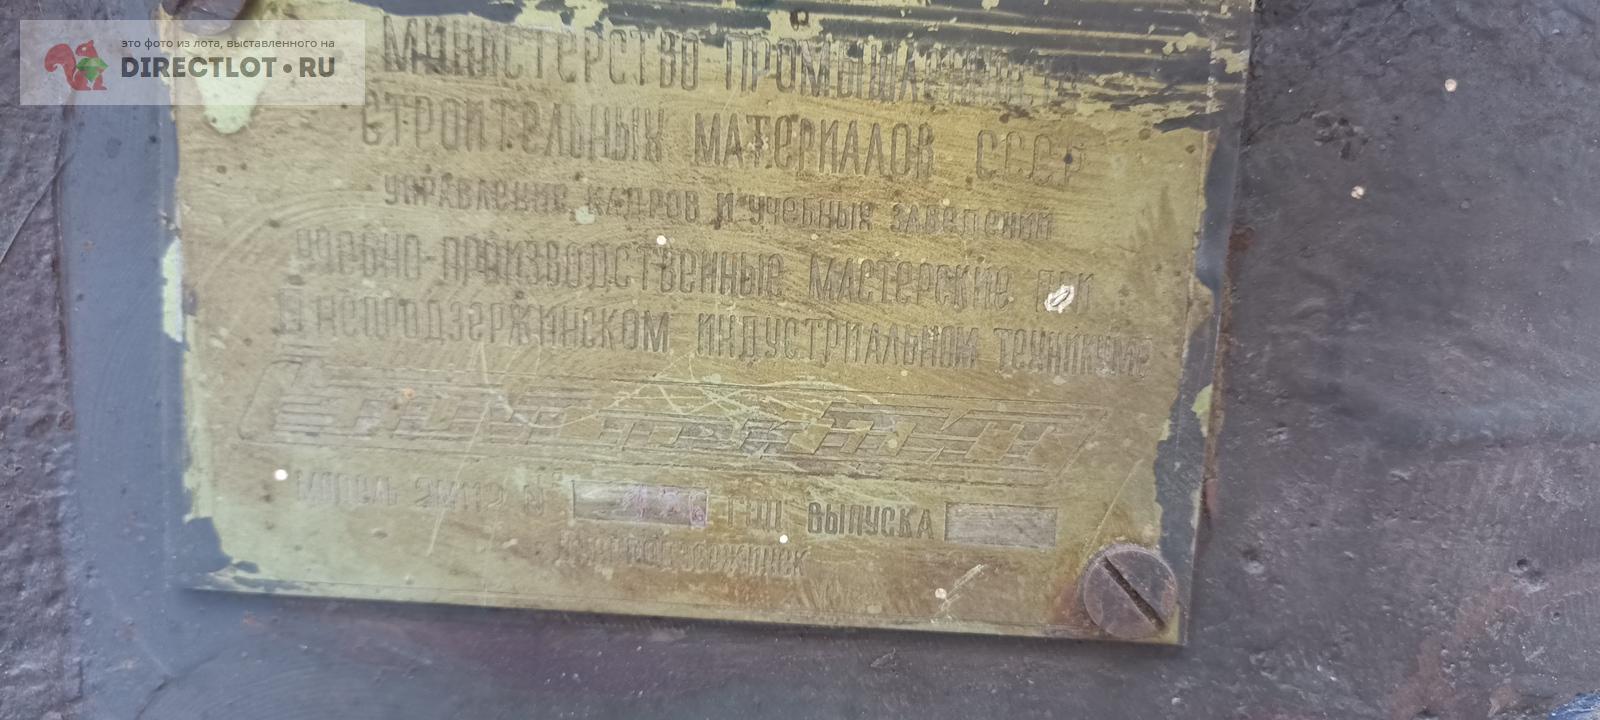 это фото из лота, выставленного на
DIRECTLOT.RU
МИНИСТЕРСТВО ПРОМЫШЛЕННОСТИ
СТРОИТЕЛЬНЫХ МАТЕРИАЛОВ СССР
УПРАВЛЕНИЕ КАДРОВ И УЧЕБНЫХ ЗАВЕДЕНИЙ
УЧЕБНО-ПРОИЗВОДСТВЕННЫЕ МАСТЕРСКИЕ ПРИ
ДНЕПРОДЗЕРЖИНСКОМ ИНДУСТРИАЛЬНОМ ТЕХНИКУМЕ
МОДЕЛЬ № ГОД ВЫПУСКА
ДНЕПРОДЗЕРЖИНСК